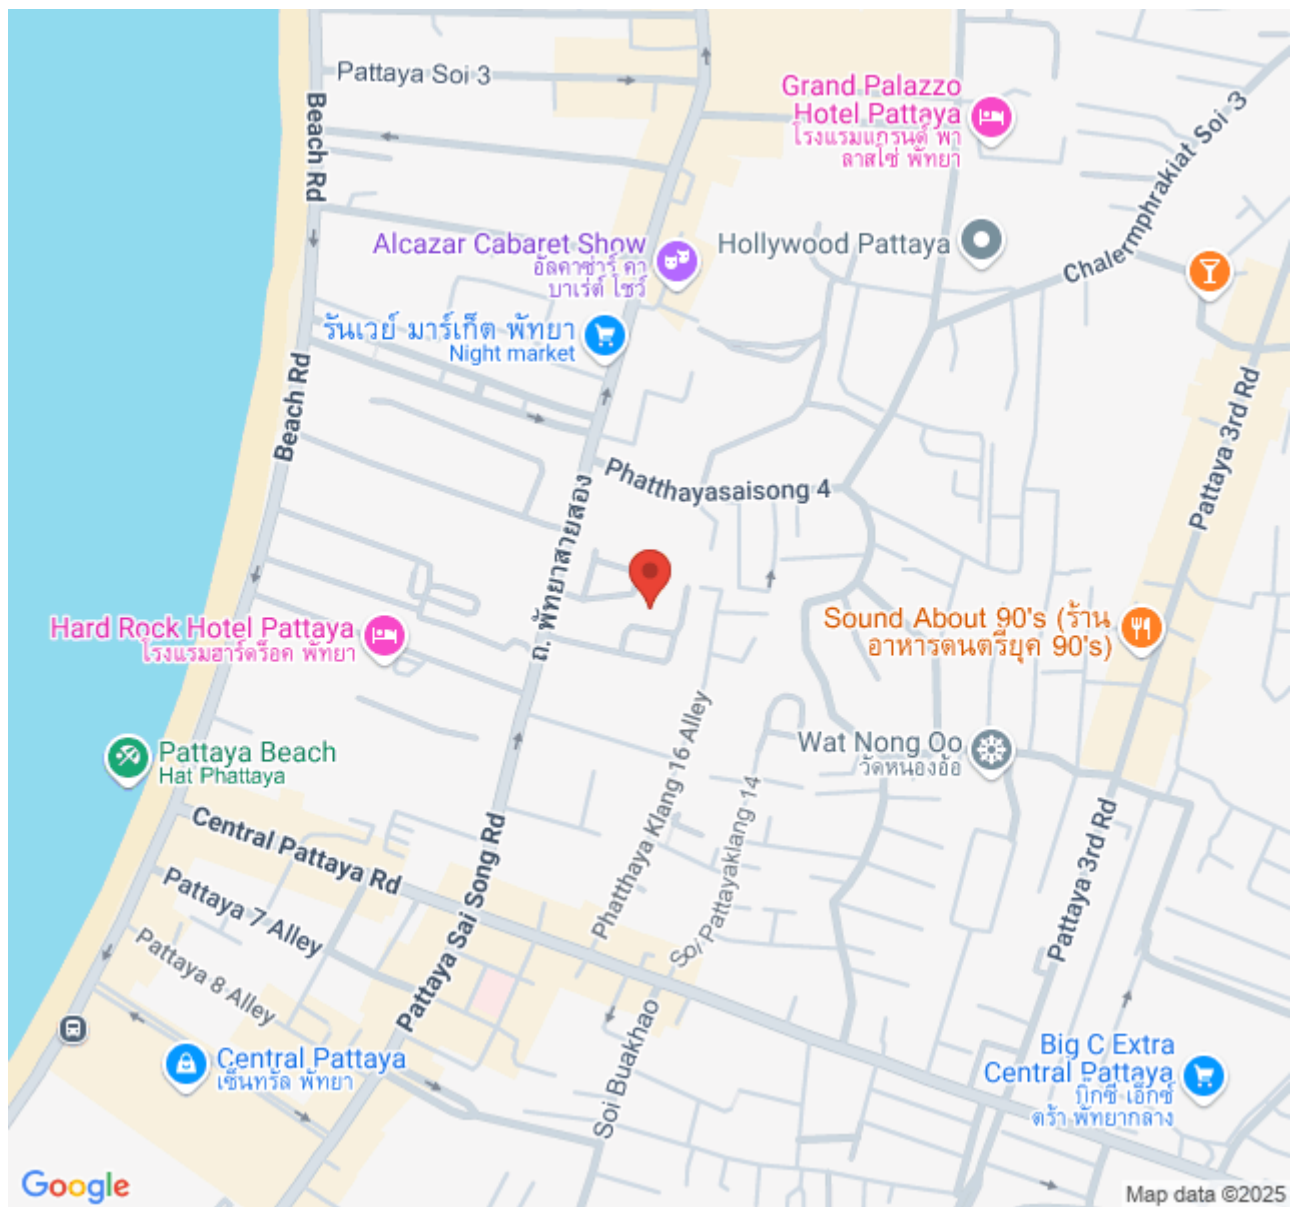 Pattaya Soi 3
Grand Palazzo
Hotel Pattaya
โรงแรมแกรนด์ พา
ลาสโซ่ พัทยา
Beach Rd
Chalermphrakiat Soi 3
Alcazar Cabaret Show
อัลคาซ่าร์ คา
บาเร่ต์ โชว์
Hollywood Pattaya
รันเวย์ มาร์เก็ต พัทยา
Night market
Beach Rd
Pattaya 3rd Rd
Phatthayasaisong 4
ถ. พัทยาสายสอง
Hard Rock Hotel Pattaya
โรงแรมฮาร์ดร็อค พัทยา
Sound About 90's (ร้าน
อาหารดนตรียุค 90's)
Phatthaya Klang 16 Alley
Wat Nong Oo
วัดหนองอ้อ
Pattaya Beach
Hat Phattaya
Soi Pattayaklang 14
Central Pattaya Rd
Pattaya Sai Song Rd
Pattaya 3rd Rd
Pattaya 7 Alley
Pattaya 8 Alley
Central Pattaya
เซ็นทรัล พัทยา
Soi Buakhao
Big C Extra
Central Pattaya
บิ๊กซี เอ็กซ์
ตร้า พัทยากลาง
Google
Map data ©2025